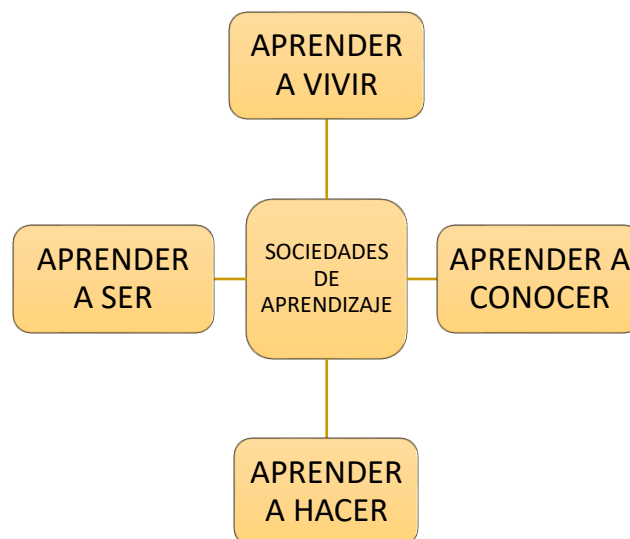 APRENDER
A VIVIR
APRENDER
A SER
SOCIEDADES
DE
APRENDIZAJE
APRENDER A
CONOCER
APRENDER
A HACER